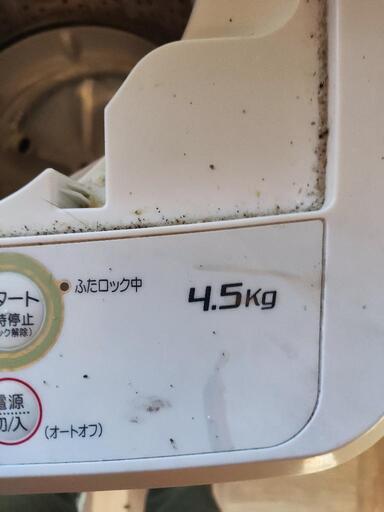 ふたロック中
4.5Kg
タート
時停止
ック解除)
電源
切/入
(オートオフ)